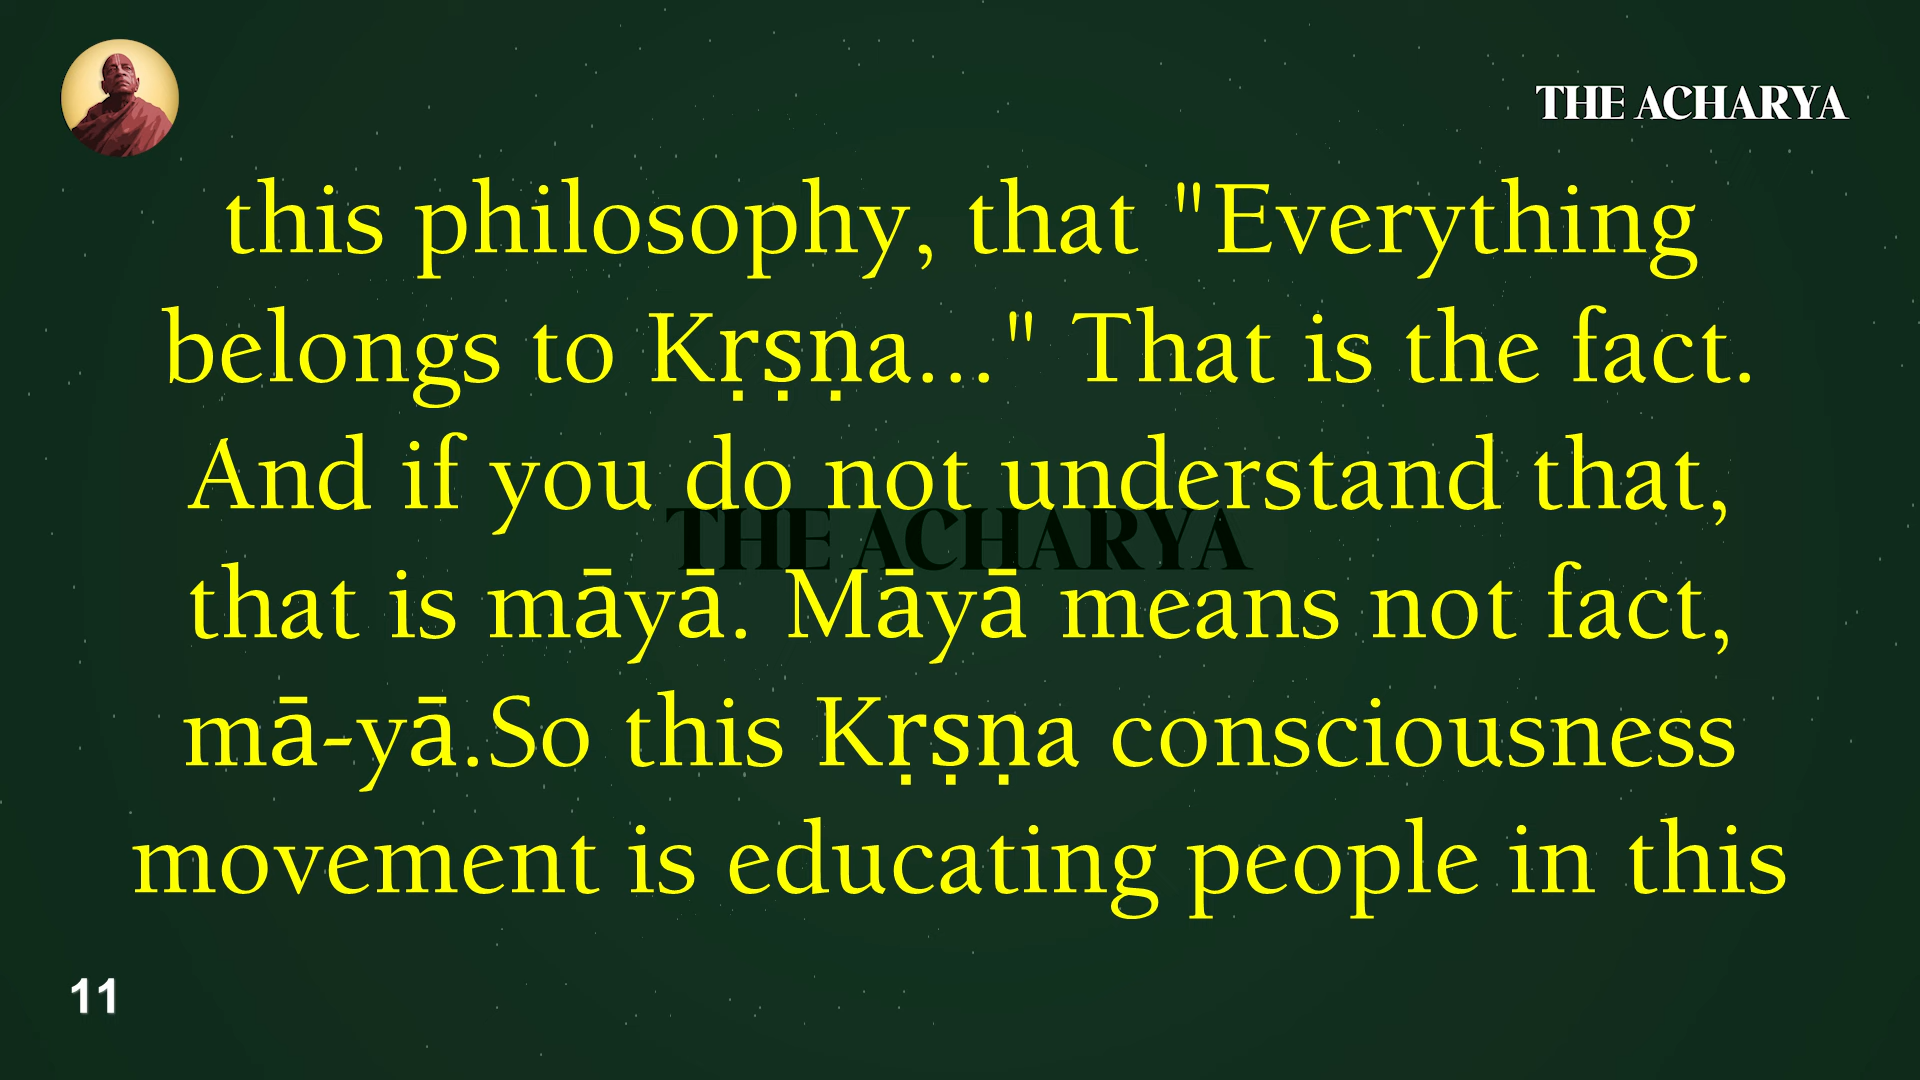 THE ACHARYA
this philosophy, that "Everything
belongs to Kṛṣṇa..." That is the fact.
And if you do not understand that,
THE ACHARYA
that is māyā. Māyā means not fact,
mā-yā.So this Kṛṣṇa consciousness
movement is educating people in this
11